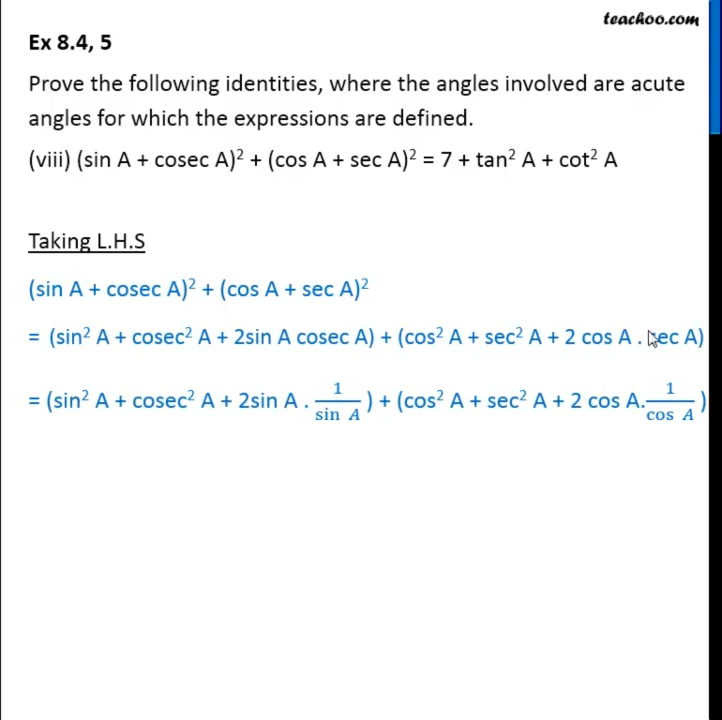 teachoo.com
Ex 8.4, 5
Prove the following identities, where the angles involved are acute
angles for which the expressions are defined.
(viii) (sin A + cosec A)² + (cos A + sec A)² = 7 + tan² A + cot² A
Taking L.H.S
(sin A + cosec A)² + (cos A + sec A)²
= (sin² A + cosec² A + 2sin A cosec A) + (cos² A + sec² A + 2 cos A . sec A)
= (sin² A + cosec² A + 2sin A . 1/sin A ) + (cos² A + sec² A + 2 cos A. 1/cos A )